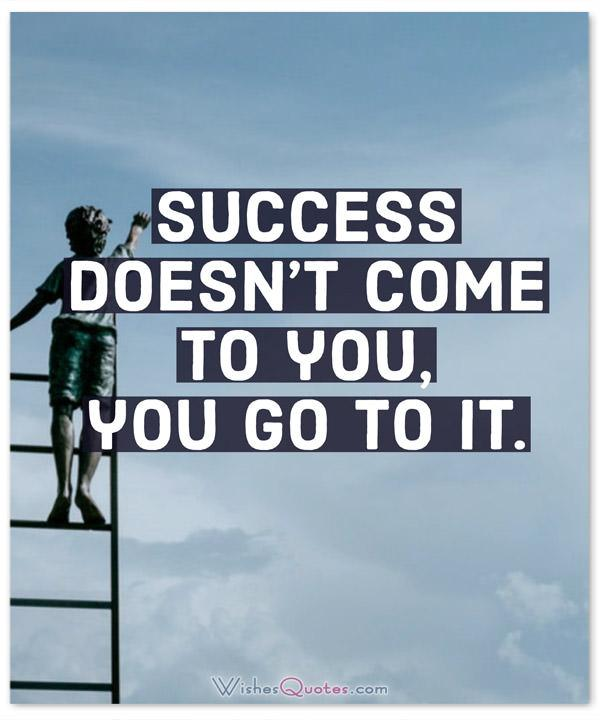 SUCCESS
DOESN'T COME
TO YOU,
YOU GO TO IT.
WishesQuotes.com